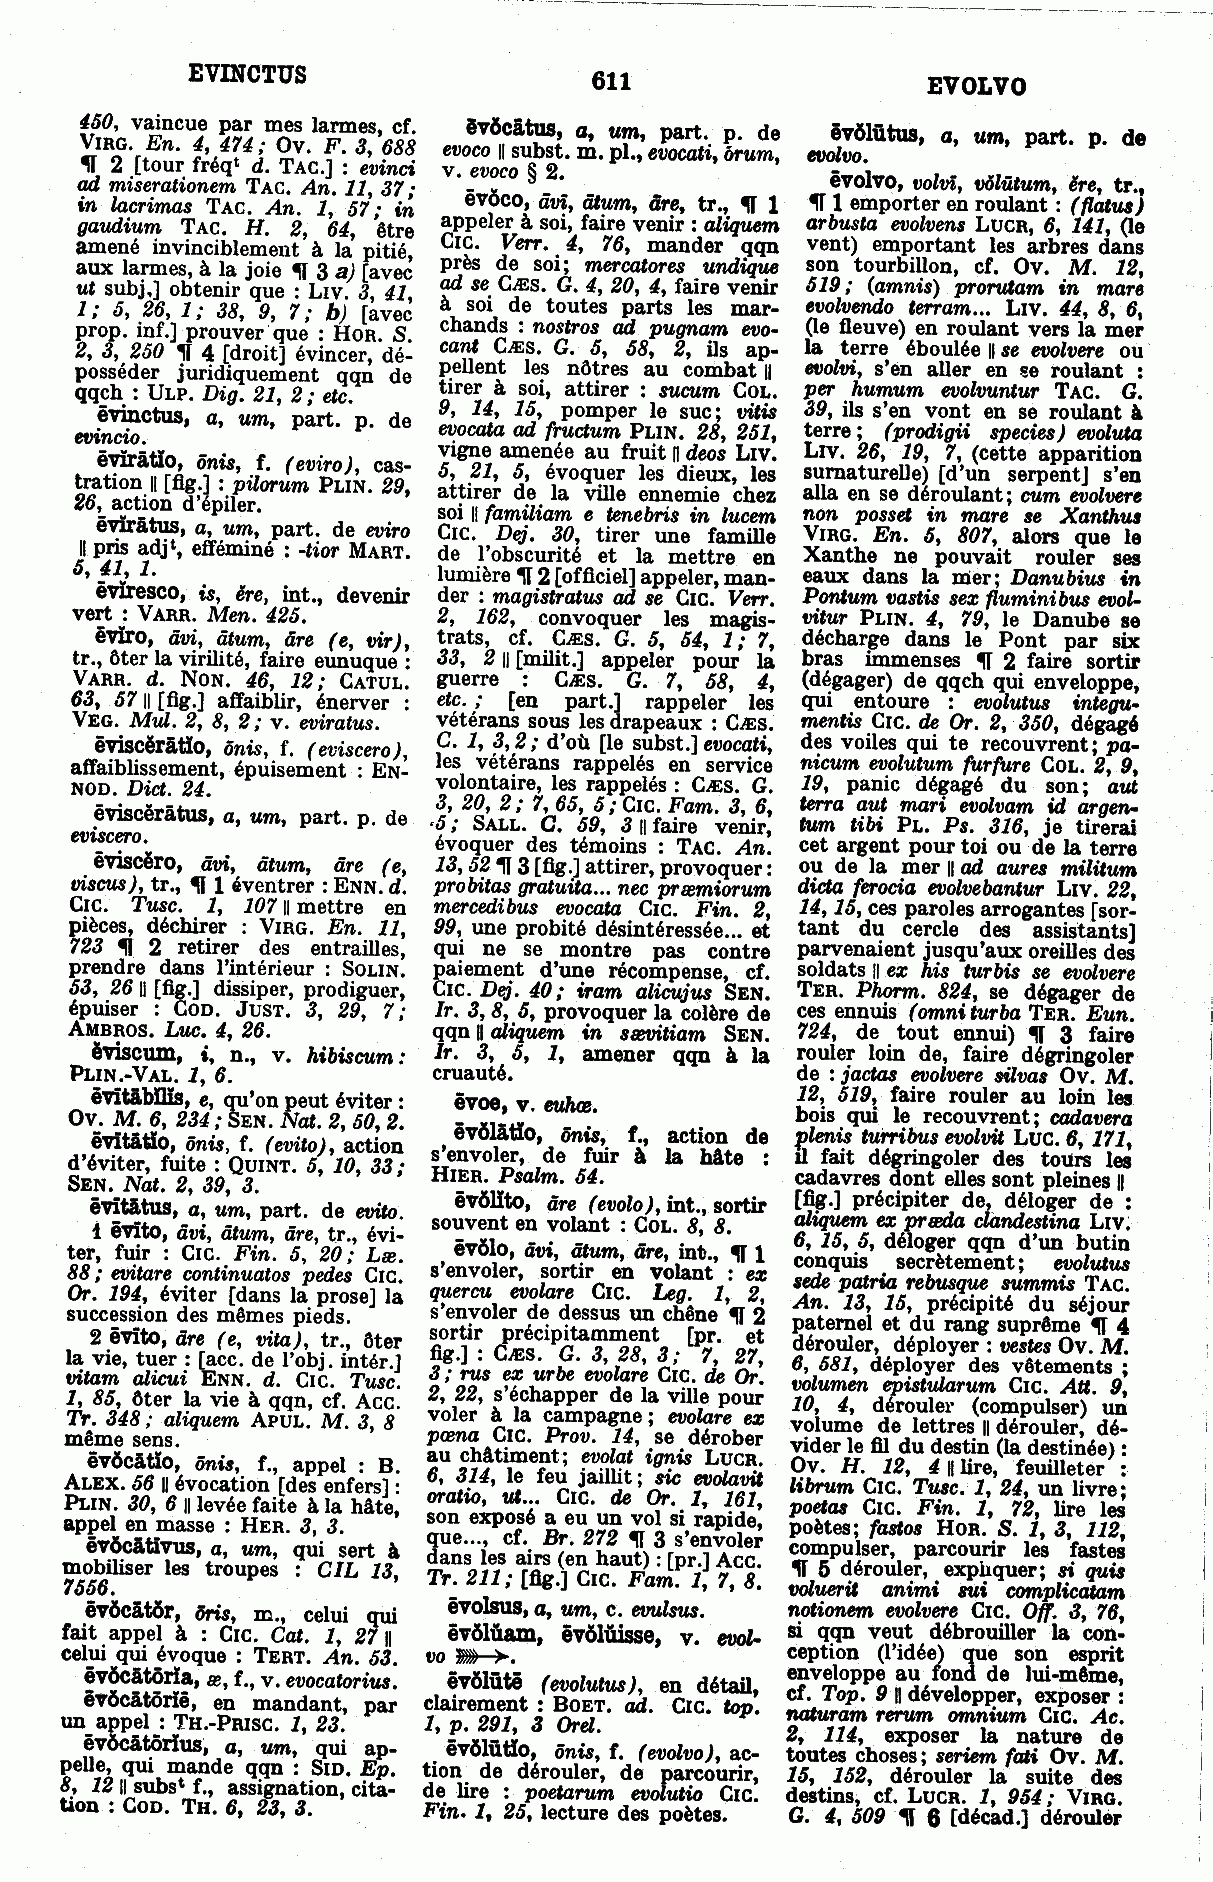 EVINCTUS
611
EVOLVO
450, vaincue par mes larmes, cf.
VIRG. En. 4, 474; OV. F. 3, 688
¶ 2 [tour fréqᵗ d. TAC.] : evinci
ad miserationem TAC. An. 11, 37;
in lacrimas TAC. An. 1, 57; in
gaudium TAC. H. 2, 64, être
amené invinciblement à la pitié,
aux larmes, à la joie ¶ 3 a) [avec
ut subj.] obtenir que : LIV. 3, 41,
1; 5, 26, 1; 38, 9, 7; b) [avec
prop. inf.] prouver que : HOR. S.
2, 3, 250 ¶ 4 [droit] évincer, dé-
posséder juridiquement qqn de
qqch : ULP. Dig. 21, 2; etc.
ēvinctus, a, um, part. p. de
evincio.
ēvĭrātĭo, ōnis, f. (eviro), cas-
tration || [fig.] : pilorum PLIN. 29,
26, action d'épiler.
ēvĭrātus, a, um, part. de eviro
|| pris adjᵗ, efféminé : -tior MART.
5, 41, 1.
ēvĭresco, is, ĕre, int., devenir
vert : VARR. Men. 425.
ēvĭro, āvi, ātum, āre (e, vir),
tr., ôter la virilité, faire eunuque :
VARR. d. NON. 46, 12; CATUL.
63, 57 || [fig.] affaiblir, énerver :
VEG. Mul. 2, 8, 2; v. eviratus.
ēviscĕrātĭo, ōnis, f. (eviscero),
affaiblissement, épuisement : EN-
NOD. Dict. 24.
ēviscĕrātus, a, um, part. p. de
eviscero.
ēviscĕro, āvi, ātum, āre (e,
viscus), tr., ¶ 1 éventrer : ENN. d.
CIC. Tusc. 1, 107 || mettre en
pièces, déchirer : VIRG. En. 11,
723 ¶ 2 retirer des entrailles,
prendre dans l'intérieur : SOLIN.
53, 26 || [fig.] dissiper, prodiguer,
épuiser : COD. JUST. 3, 29, 7;
AMBROS. Luc. 4, 26.
ĕviscum, i, n., v. hibiscum :
PLIN.-VAL. 1, 6.
ēvītābĭlis, e, qu'on peut éviter :
OV. M. 6, 234; SEN. Nat. 2, 50, 2.
ēvītātĭo, ōnis, f. (evito), action
d'éviter, fuite : QUINT. 5, 10, 33;
SEN. Nat. 2, 39, 3.
ēvītātus, a, um, part. de evito.
1 ēvīto, āvi, ātum, āre, tr., évi-
ter, fuir : CIC. Fin. 5, 20; Læ.
88; evitare continuatos pedes CIC.
Or. 194, éviter [dans la prose] la
succession des mêmes pieds.
2 ēvīto, āre (e, vita), tr., ôter
la vie, tuer : [acc. de l'obj. intér.]
vitam alicui ENN. d. CIC. Tusc.
1, 85, ôter la vie à qqn, cf. ACC.
Tr. 348; aliquem APUL. M. 3, 8
même sens.
ēvŏcātĭo, ōnis, f., appel : B.
ALEX. 56 || évocation [des enfers] :
PLIN. 30, 6 || levée faite à la hâte,
appel en masse : HER. 3, 3.
ēvŏcātīvus, a, um, qui sert à
mobiliser les troupes : CIL 13,
7556.
ēvŏcātŏr, ōris, m., celui qui
fait appel à : CIC. Cat. 1, 27 ||
celui qui évoque : TERT. An. 53.
ēvŏcātōrĭa, æ, f., v. evocatorius.
ēvŏcātōrĭē, en mandant, par
un appel : TH.-PRISC. 1, 23.
ēvŏcātōrĭus, a, um, qui ap-
pelle, qui mande qqn : SID. Ep.
8, 12 || subsᵗ f., assignation, cita-
tion : COD. TH. 6, 23, 3.
ēvŏcātus, a, um, part. p. de
evoco || subst. m. pl., evocati, ōrum,
v. evoco § 2.
ēvŏco, āvi, ātum, āre, tr., ¶ 1
appeler à soi, faire venir : aliquem
CIC. Verr. 4, 76, mander qqn
près de soi; mercatores undique
ad se CÆS. G. 4, 20, 4, faire venir
à soi de toutes parts les mar-
chands : nostros ad pugnam evo-
cant CÆS. G. 5, 58, 2, ils ap-
pellent les nôtres au combat ||
tirer à soi, attirer : sucum COL.
9, 14, 15, pomper le suc; vitis
evocata ad fructum PLIN. 28, 251,
vigne amenée au fruit || deos LIV.
5, 21, 5, évoquer les dieux, les
attirer de la ville ennemie chez
soi || familiam e tenebris in lucem
CIC. Dej. 30, tirer une famille
de l'obscurité et la mettre en
lumière ¶ 2 [officiel] appeler, man-
der : magistratus ad se CIC. Verr.
2, 162, convoquer les magis-
trats, cf. CÆS. G. 5, 54, 1; 7,
33, 2 || [milit.] appeler pour la
guerre : CÆS. G. 7, 58, 4,
etc.; [en part.] rappeler les
vétérans sous les drapeaux : CÆS.
C. 1, 3, 2; d'où [le subst.] evocati,
les vétérans rappelés en service
volontaire, les rappelés : CÆS. G.
3, 20, 2; 7, 65, 5; CIC. Fam. 3, 6,
5; SALL. C. 59, 3 || faire venir,
évoquer des témoins : TAC. An.
13, 52 ¶ 3 [fig.] attirer, provoquer :
probitas gratuita... nec præmiorum
mercedibus evocata CIC. Fin. 2,
99, une probité désintéressée... et
qui ne se montre pas contre
paiement d'une récompense, cf.
CIC. Dej. 40; iram alicujus SEN.
Ir. 3, 8, 5, provoquer la colère de
qqn || aliquem in sævitiam SEN.
Ir. 3, 5, 1, amener qqn à la
cruauté.
ēvoe, v. euhœ.
ēvŏlātĭo, ōnis, f., action de
s'envoler, de fuir à la hâte :
HIER. Psalm. 54.
ēvŏlĭto, āre (evolo), int., sortir
souvent en volant : COL. 8, 8.
ēvŏlo, āvi, ātum, āre, int., ¶ 1
s'envoler, sortir en volant : ex
quercu evolare CIC. Leg. 1, 2,
s'envoler de dessus un chêne ¶ 2
sortir précipitamment [pr. et
fig.] : CÆS. G. 3, 28, 3; 7, 27,
3; rus ex urbe evolare CIC. de Or.
2, 22, s'échapper de la ville pour
voler à la campagne; evolare ex
pœna CIC. Prov. 14, se dérober
au châtiment; evolat ignis LUCR.
6, 314, le feu jaillit; sic evolavit
oratio, ut... CIC. de Or. 1, 161,
son exposé a eu un vol si rapide,
que..., cf. Br. 272 ¶ 3 s'envoler
dans les airs (en haut) : [pr.] ACC.
Tr. 211; [fig.] CIC. Fam. 1, 7, 8.
ēvolsus, a, um, c. evulsus.
ēvŏlŭam, ēvŏlŭisse, v. evol-
vo ⟫→.
ēvŏlūtē (evolutus), en détail,
clairement : BOET. ad. CIC. top.
1, p. 291, 3 Orel.
ēvŏlūtĭo, ōnis, f. (evolvo), ac-
tion de dérouler, de parcourir,
de lire : poetarum evolutio CIC.
Fin. 1, 25, lecture des poètes.
ēvŏlūtus, a, um, part. p. de
evolvo.
ēvolvo, volvī, vŏlūtum, ĕre, tr.,
¶ 1 emporter en roulant : (flatus)
arbusta evolvens LUCR, 6, 141, (le
vent) emportant les arbres dans
son tourbillon, cf. OV. M. 12,
519; (amnis) prorutam in mare
evolvendo terram... LIV. 44, 8, 6,
(le fleuve) en roulant vers la mer
la terre éboulée || se evolvere ou
evolvi, s'en aller en se roulant :
per humum evolvuntur TAC. G.
39, ils s'en vont en se roulant à
terre; (prodigii species) evoluta
LIV. 26, 19, 7, (cette apparition
surnaturelle) [d'un serpent] s'en
alla en se déroulant; cum evolvere
non posset in mare se Xanthus
VIRG. En. 5, 807, alors que le
Xanthe ne pouvait rouler ses
eaux dans la mer; Danubius in
Pontum vastis sex fluminibus evol-
vitur PLIN. 4, 79, le Danube se
décharge dans le Pont par six
bras immenses ¶ 2 faire sortir
(dégager) de qqch qui enveloppe,
qui entoure : evolutus integu-
mentis CIC. de Or. 2, 350, dégagé
des voiles qui te recouvrent; pa-
nicum evolutum furfure COL. 2, 9,
19, panic dégagé du son; aut
terra aut mari evolvam id argen-
tum tibi PL. Ps. 316, je tirerai
cet argent pour toi ou de la terre
ou de la mer || ad aures militum
dicta ferocia evolvebantur LIV. 22,
14, 15, ces paroles arrogantes [sor-
tant du cercle des assistants]
parvenaient jusqu'aux oreilles des
soldats || ex his turbis se evolvere
TER. Phorm. 824, se dégager de
ces ennuis (omni turba TER. Eun.
724, de tout ennui) ¶ 3 faire
rouler loin de, faire dégringoler
de : jactas evolvere silvas OV. M.
12, 519, faire rouler au loin les
bois qui le recouvrent; cadavera
plenis turribus evolvit LUC. 6, 171,
il fait dégringoler des tours les
cadavres dont elles sont pleines ||
[fig.] précipiter de, déloger de :
aliquem ex præda clandestina LIV.
6, 15, 5, déloger qqn d'un butin
conquis secrètement; evolutus
sede patria rebusque summis TAC.
An. 13, 15, précipité du séjour
paternel et du rang suprême ¶ 4
dérouler, déployer : vestes OV. M.
6, 581, déployer des vêtements;
volumen epistularum CIC. Att. 9,
10, 4, dérouler (compulser) un
volume de lettres || dérouler, dé-
vider le fil du destin (la destinée) :
OV. H. 12, 4 || lire, feuilleter :
librum CIC. Tusc. 1, 24, un livre;
poetas CIC. Fin. 1, 72, lire les
poètes; fastos HOR. S. 1, 3, 112,
compulser, parcourir les fastes
¶ 5 dérouler, expliquer; si quis
voluerit animi sui complicatam
notionem evolvere CIC. Off. 3, 76,
si qqn veut débrouiller la con-
ception (l'idée) que son esprit
enveloppe au fond de lui-même,
cf. Top. 9 || développer, exposer :
naturam rerum omnium CIC. Ac.
2, 114, exposer la nature de
toutes choses; seriem fati OV. M.
15, 152, dérouler la suite des
destins, cf. LUCR. 1, 954; VIRG.
G. 4, 509 ¶ 6 [décad.] dérouler